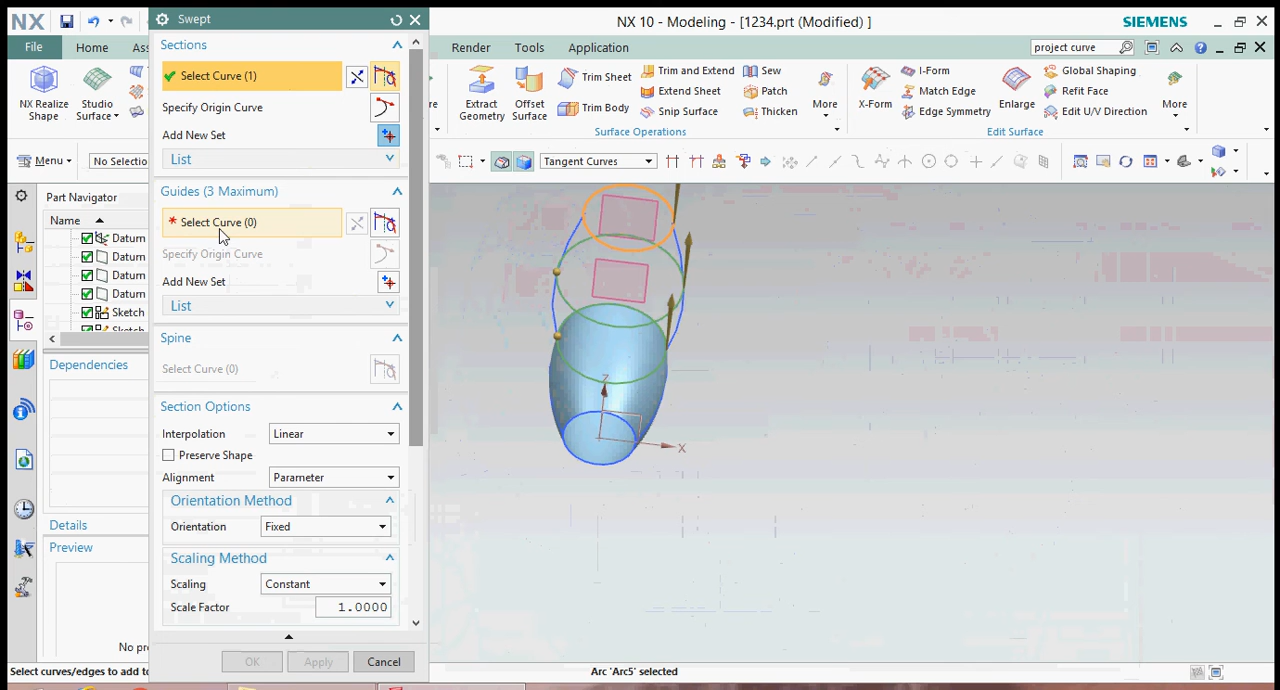 NX
Swept
NX 10 - Modeling - [1234.prt (Modified) ]
SIEMENS
File
Home
Render
Tools
Application
project curve
Sections
Select Curve (1)
Specify Origin Curve
Add New Set
List
Guides (3 Maximum)
Select Curve (0)
Specify Origin Curve
Add New Set
List
Spine
Select Curve (0)
Section Options
Interpolation
Linear
Preserve Shape
Alignment
Parameter
Orientation Method
Orientation
Fixed
Scaling Method
Scaling
Constant
Scale Factor
1.0000
OK
Apply
Cancel
NX Realize
Shape
Studio
Surface
Extract
Geometry
Offset
Surface
Trim Sheet
Trim Body
Trim and Extend
Extend Sheet
Snip Surface
Sew
Patch
Thicken
More
Surface Operations
X-Form
I-Form
Match Edge
Edge Symmetry
Enlarge
Global Shaping
Refit Face
Edit U/V Direction
More
Edit Surface
Menu
No Selectio
Tangent Curves
Part Navigator
Name
Datum
Datum
Datum
Datum
Sketch
Dependencies
Details
Preview
No pr
Z
X
Select curves/edges to add to
Arc 'Arc5' selected